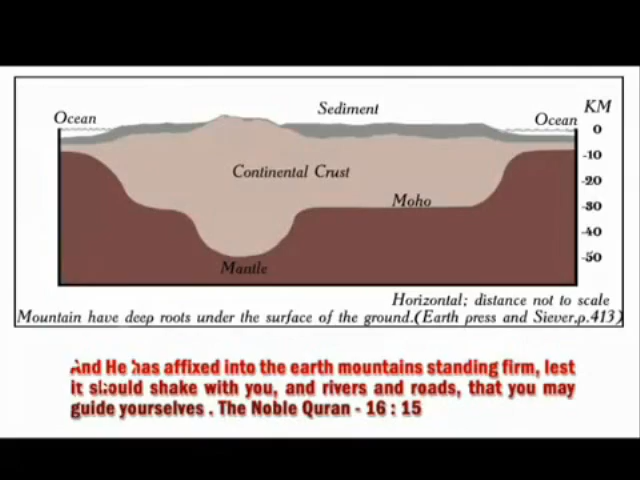 KM
Sediment
Ocean
Ocean
0
-10
Continental Crust
-20
Moho
-30
-40
-50
Mantle
Horizontal; distance not to scale
Mountain have deep roots under the surface of the ground.(Earth press and Siever,p.413)
And He has affixed into the earth mountains standing firm, lest
it should shake with you, and rivers and roads, that you may
guide yourselves . The Noble Quran - 16 : 15